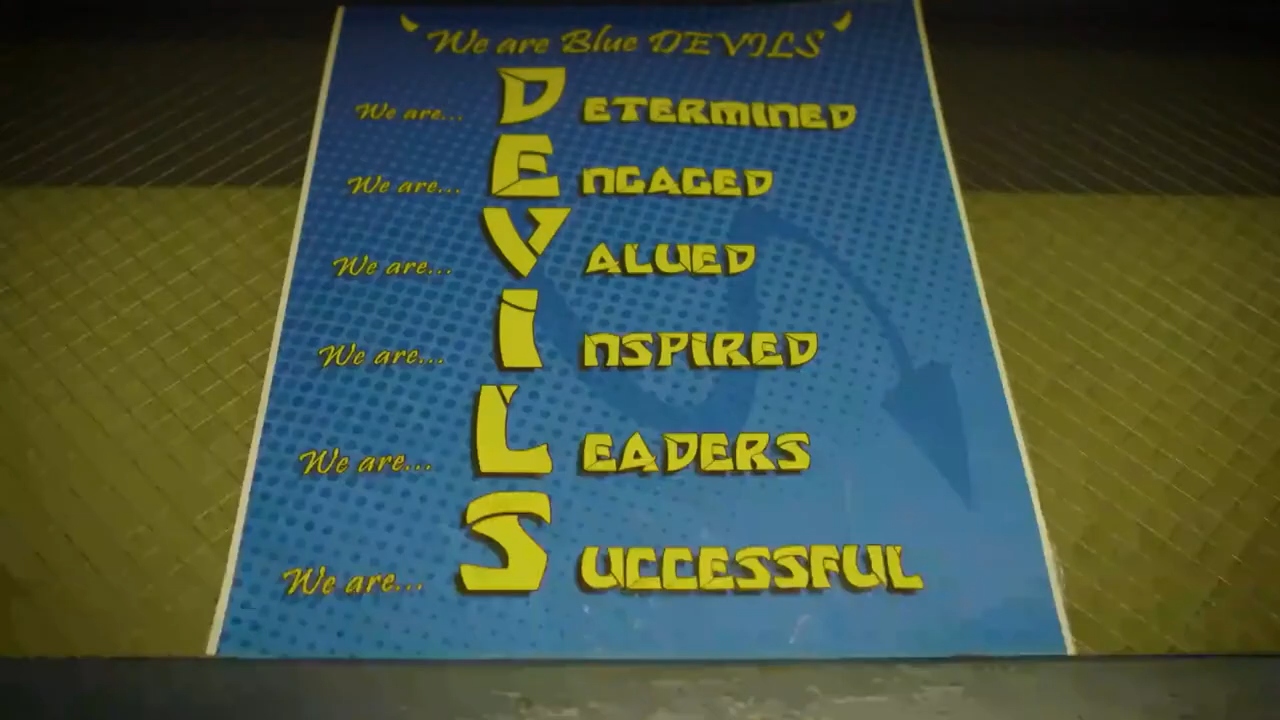 We are Blue DEVILS
We are... DETERMINED
We are... ENGAGED
We are... VALUED
We are... INSPIRED
We are... LEADERS
We are... SUCCESSFUL